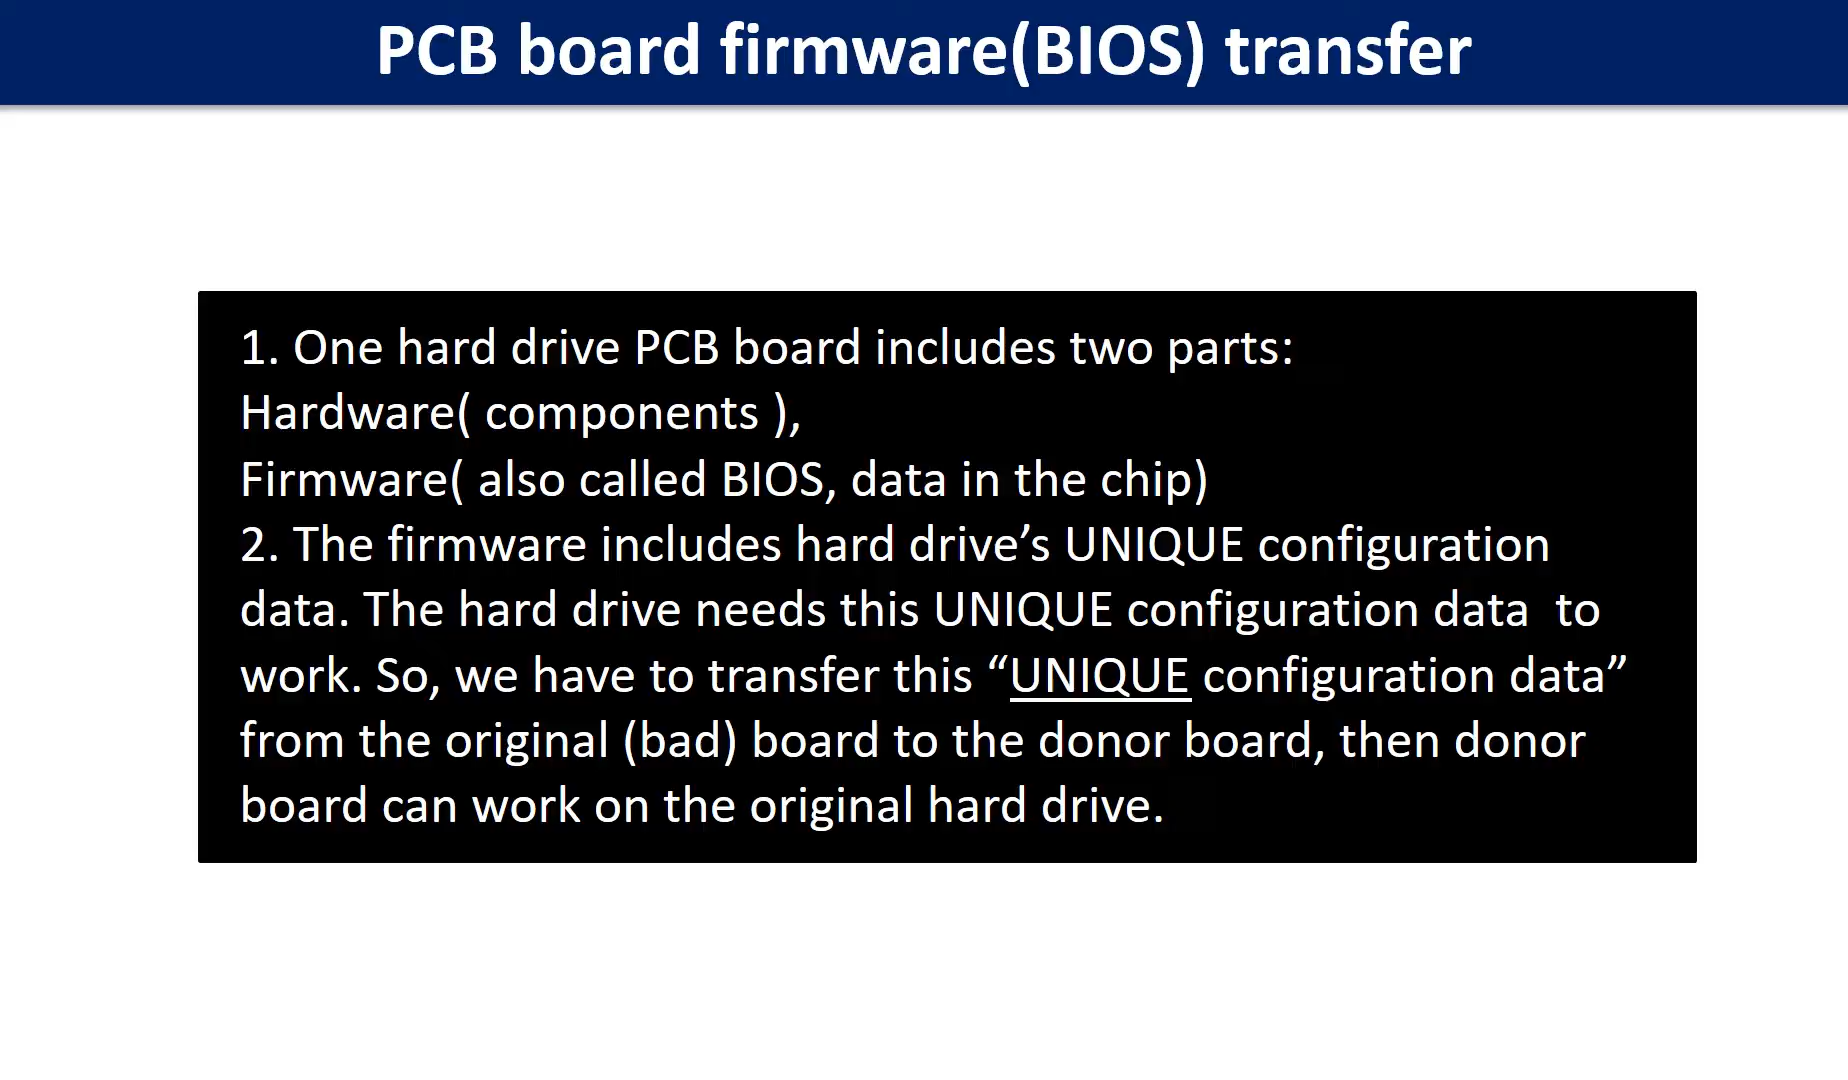 PCB board firmware(BIOS) transfer
1. One hard drive PCB board includes two parts:
Hardware( components ),
Firmware( also called BIOS, data in the chip)
2. The firmware includes hard drive’s UNIQUE configuration
data. The hard drive needs this UNIQUE configuration data  to
work. So, we have to transfer this “UNIQUE configuration data”
from the original (bad) board to the donor board, then donor
board can work on the original hard drive.